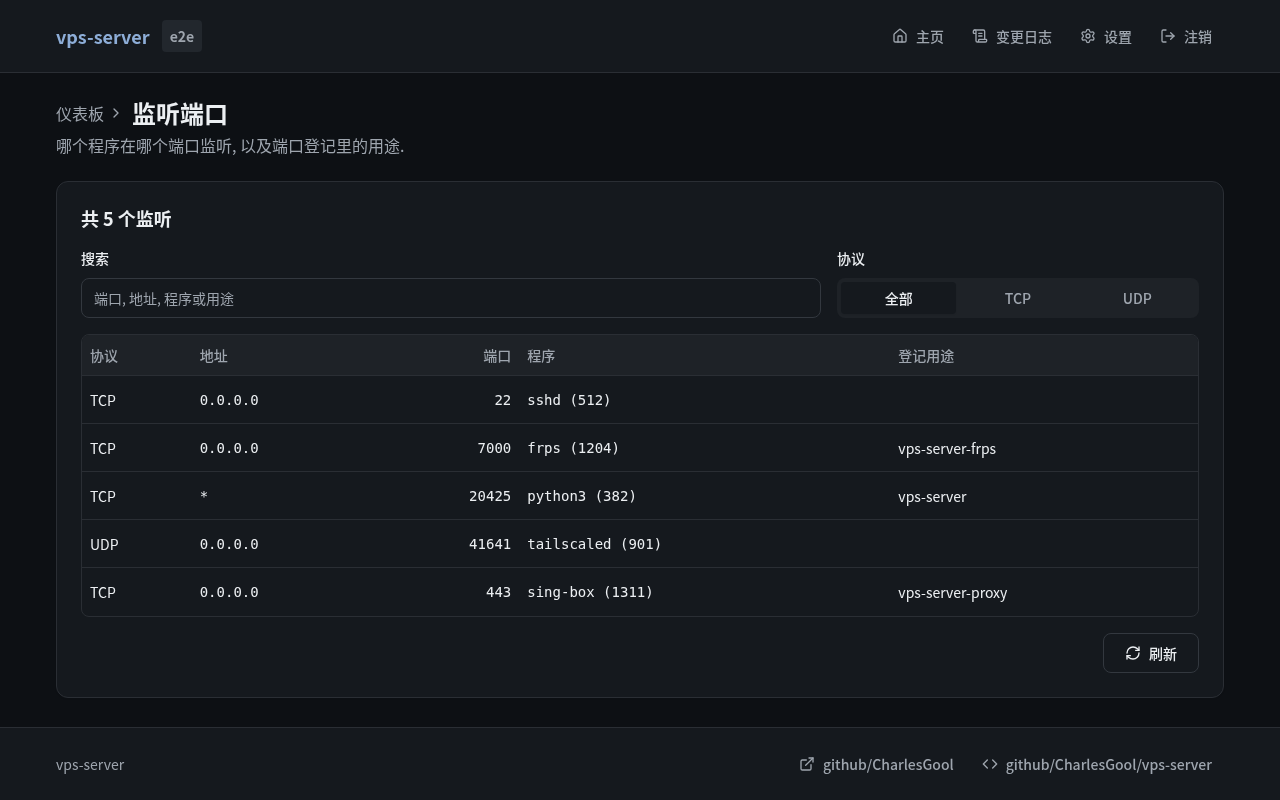 vps-server e2e 主页 变更日志 设置 注销
仪表板 监听端口
哪个程序在哪个端口监听, 以及端口登记里的用途.
共 5 个监听
搜索 协议
端口, 地址, 程序或用途 全部 TCP UDP
协议 地址 端口 程序 登记用途
TCP 0.0.0.0 22 sshd (512)
TCP 0.0.0.0 7000 frps (1204) vps-server-frps
TCP * 20425 python3 (382) vps-server
UDP 0.0.0.0 41641 tailscaled (901)
TCP 0.0.0.0 443 sing-box (1311) vps-server-proxy
刷新
vps-server github/CharlesGool github/CharlesGool/vps-server